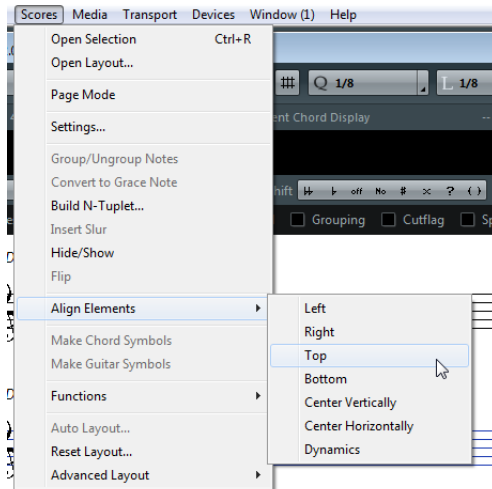 Scores Media Transport Devices Window (1) Help
Open Selection Ctrl+R
Open Layout...
Page Mode
Q 1/8 L 1/8
ent Chord Display --
Settings...
Group/Ungroup Notes
Convert to Grace Note
hift off No # ? ( )
Build N-Tuplet...
Insert Slur
Grouping Cutflag Sp
Hide/Show
Flip
Align Elements
Left
Right
Make Chord Symbols
Top
Make Guitar Symbols
Bottom
Functions
Center Vertically
Auto Layout...
Center Horizontally
Reset Layout...
Dynamics
Advanced Layout